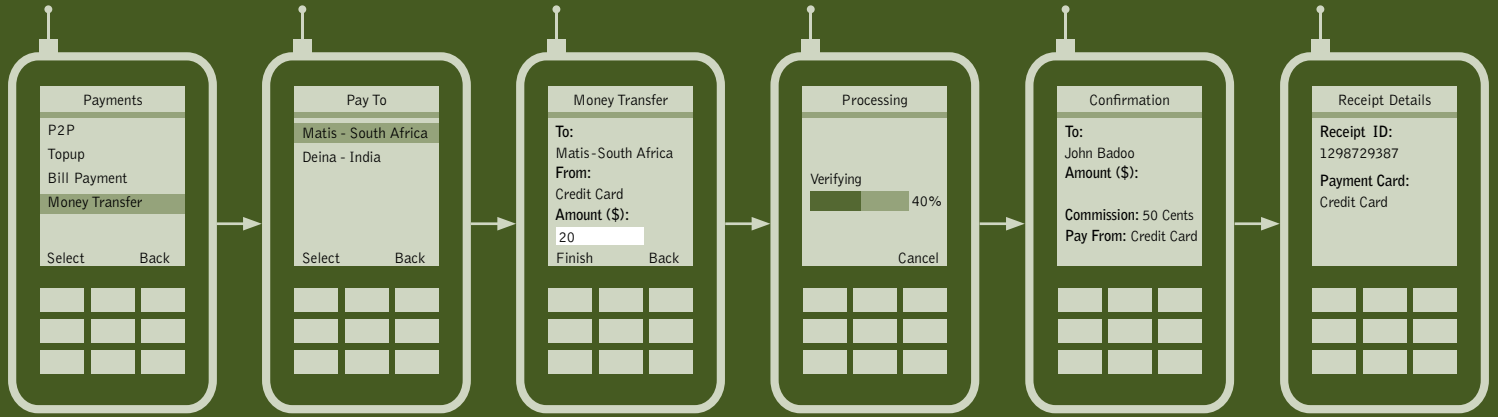 Payments
P2P
Topup
Bill Payment
Money Transfer
Select Back
Pay To
Matis - South Africa
Deina - India
Select Back
Money Transfer
To:
Matis-South Africa
From:
Credit Card
Amount ($):
20
Finish Back
Processing
Verifying
40%
Cancel
Confirmation
To:
John Badoo
Amount ($):
Commission: 50 Cents
Pay From: Credit Card
Receipt Details
Receipt ID:
1298729387
Payment Card:
Credit Card